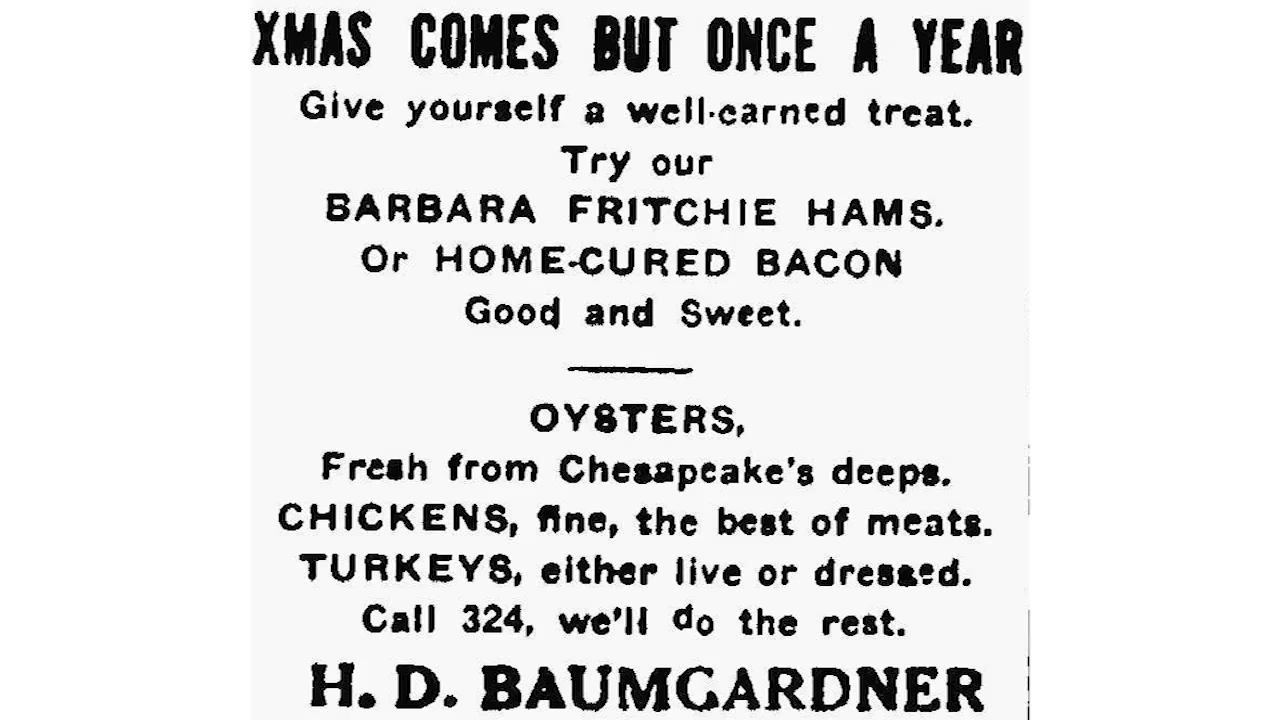 XMAS COMES BUT ONCE A YEAR
Give yourself a well-earned treat.
Try our
BARBARA FRITCHIE HAMS.
Or HOME-CURED BACON
Good and Sweet.
OYSTERS,
Fresh from Chesapeake's deeps.
CHICKENS, fine, the best of meats.
TURKEYS, either live or dressed.
Call 324, we'll do the rest.
H. D. BAUMGARDNER